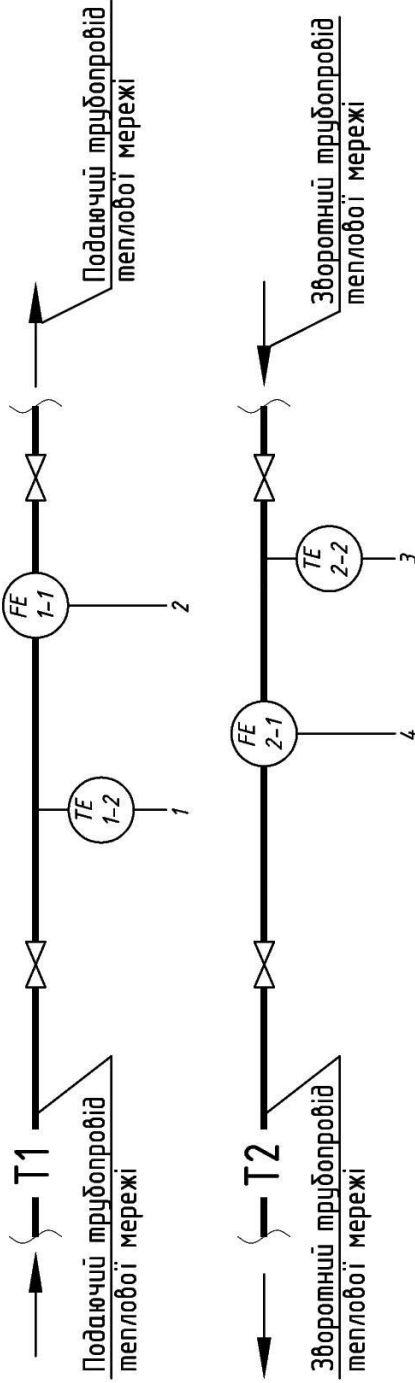 Т1
Подаючий трубопровід
теплової мережі
TE
1-2
1
FE
1-1
2
Подаючий трубопровід
теплової мережі
Т2
Зворотний трубопровід
теплової мережі
FE
2-1
4
TE
2-2
3
Зворотний трубопровід
теплової мережі